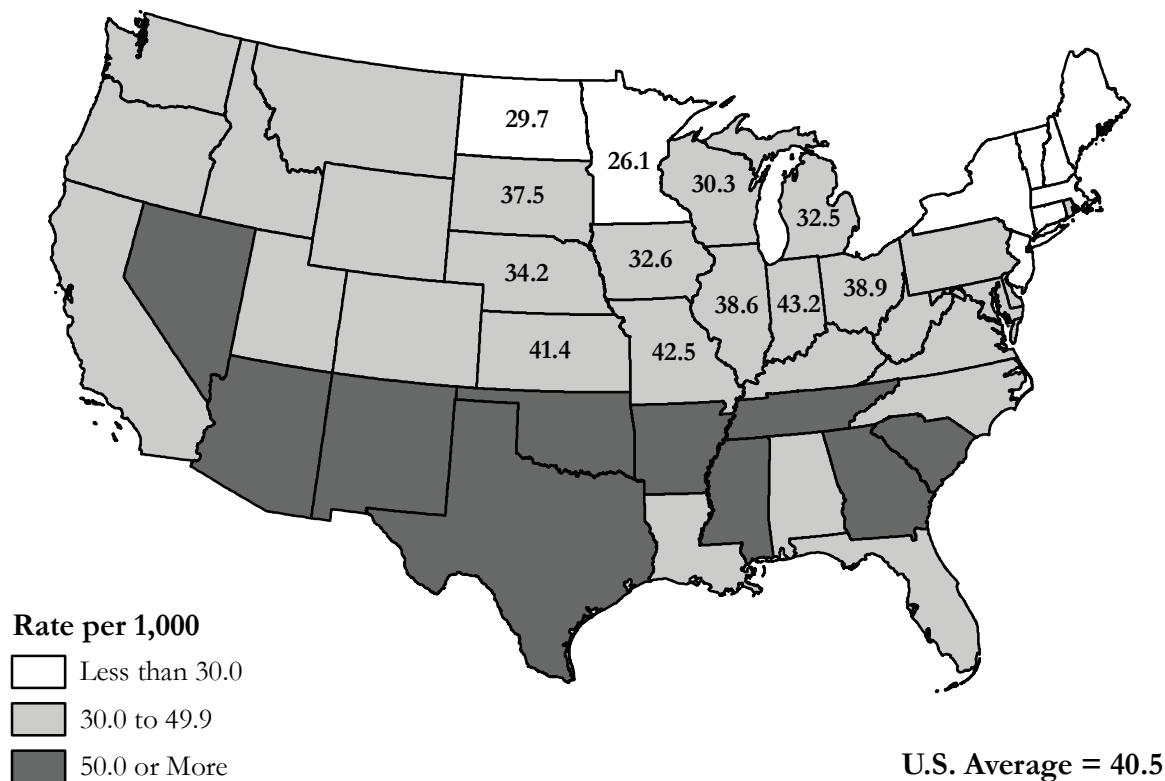 29.7
26.1
30.3
37.5
32.5
32.6
34.2
38.6
43.2
38.9
41.4
42.5
Rate per 1,000
Less than 30.0
30.0 to 49.9
50.0 or More
U.S. Average = 40.5